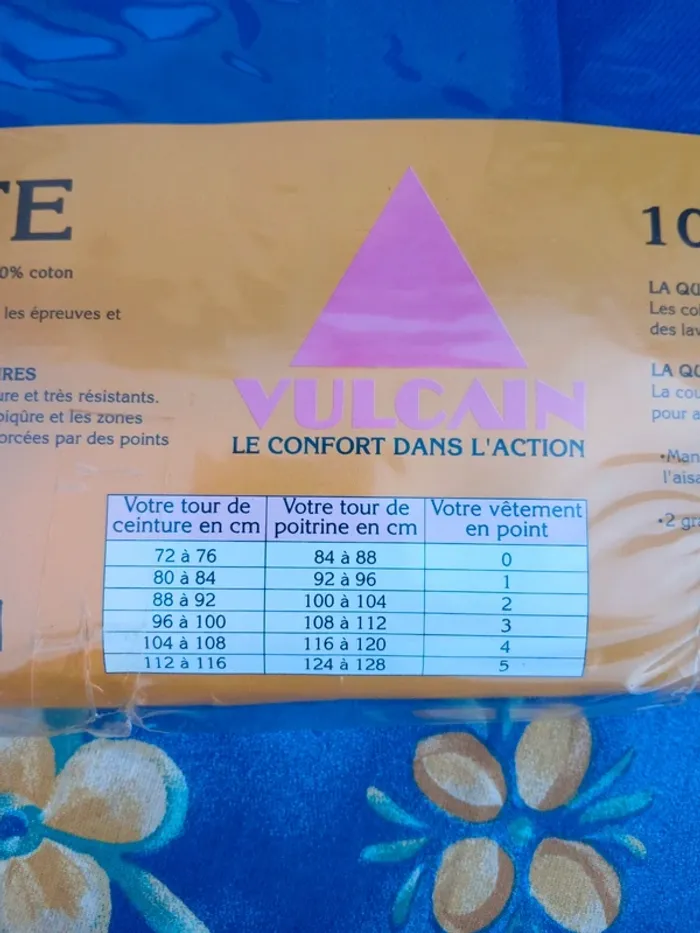 TE
0% coton
les épreuves et
RES
ure et très résistants.
piqûre et les zones
forcées par des points
VULCAIN
LE CONFORT DANS L'ACTION
Votre tour de ceinture en cm Votre tour de poitrine en cm Votre vêtement en point
72 à 76 84 à 88 0
80 à 84 92 à 96 1
88 à 92 100 à 104 2
96 à 100 108 à 112 3
104 à 108 116 à 120 4
112 à 116 124 à 128 5
10
LA QU
Les col
des lav
LA QU
La cou
pour a
•Man
l'aisa
•2 gra